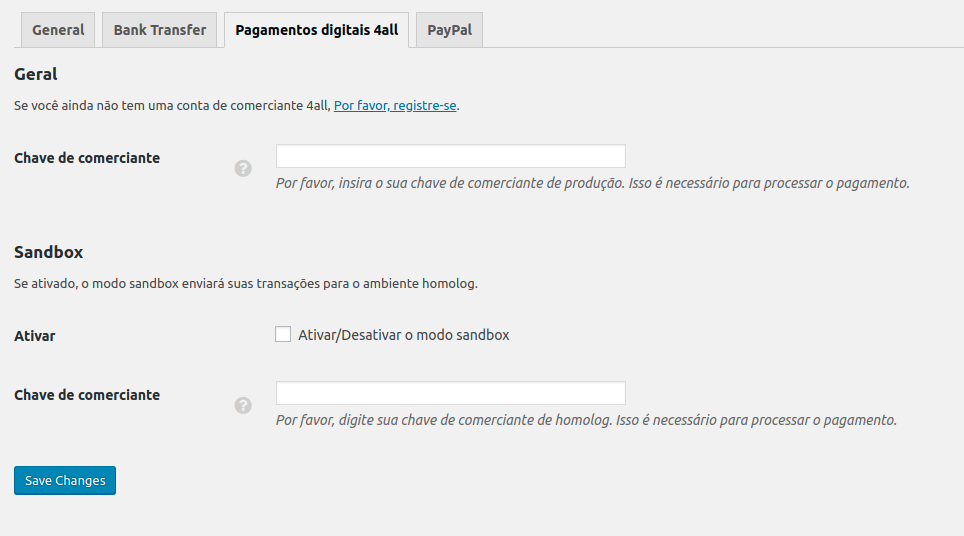 General
Bank Transfer
Pagamentos digitais 4all
PayPal
Geral
Se você ainda não tem uma conta de comerciante 4all, Por favor, registre-se.
Chave de comerciante
?
Por favor, insira o sua chave de comerciante de produção. Isso é necessário para processar o pagamento.
Sandbox
Se ativado, o modo sandbox enviará suas transações para o ambiente homolog.
Ativar
Ativar/Desativar o modo sandbox
Chave de comerciante
?
Por favor, digite sua chave de comerciante de homolog. Isso é necessário para processar o pagamento.
Save Changes